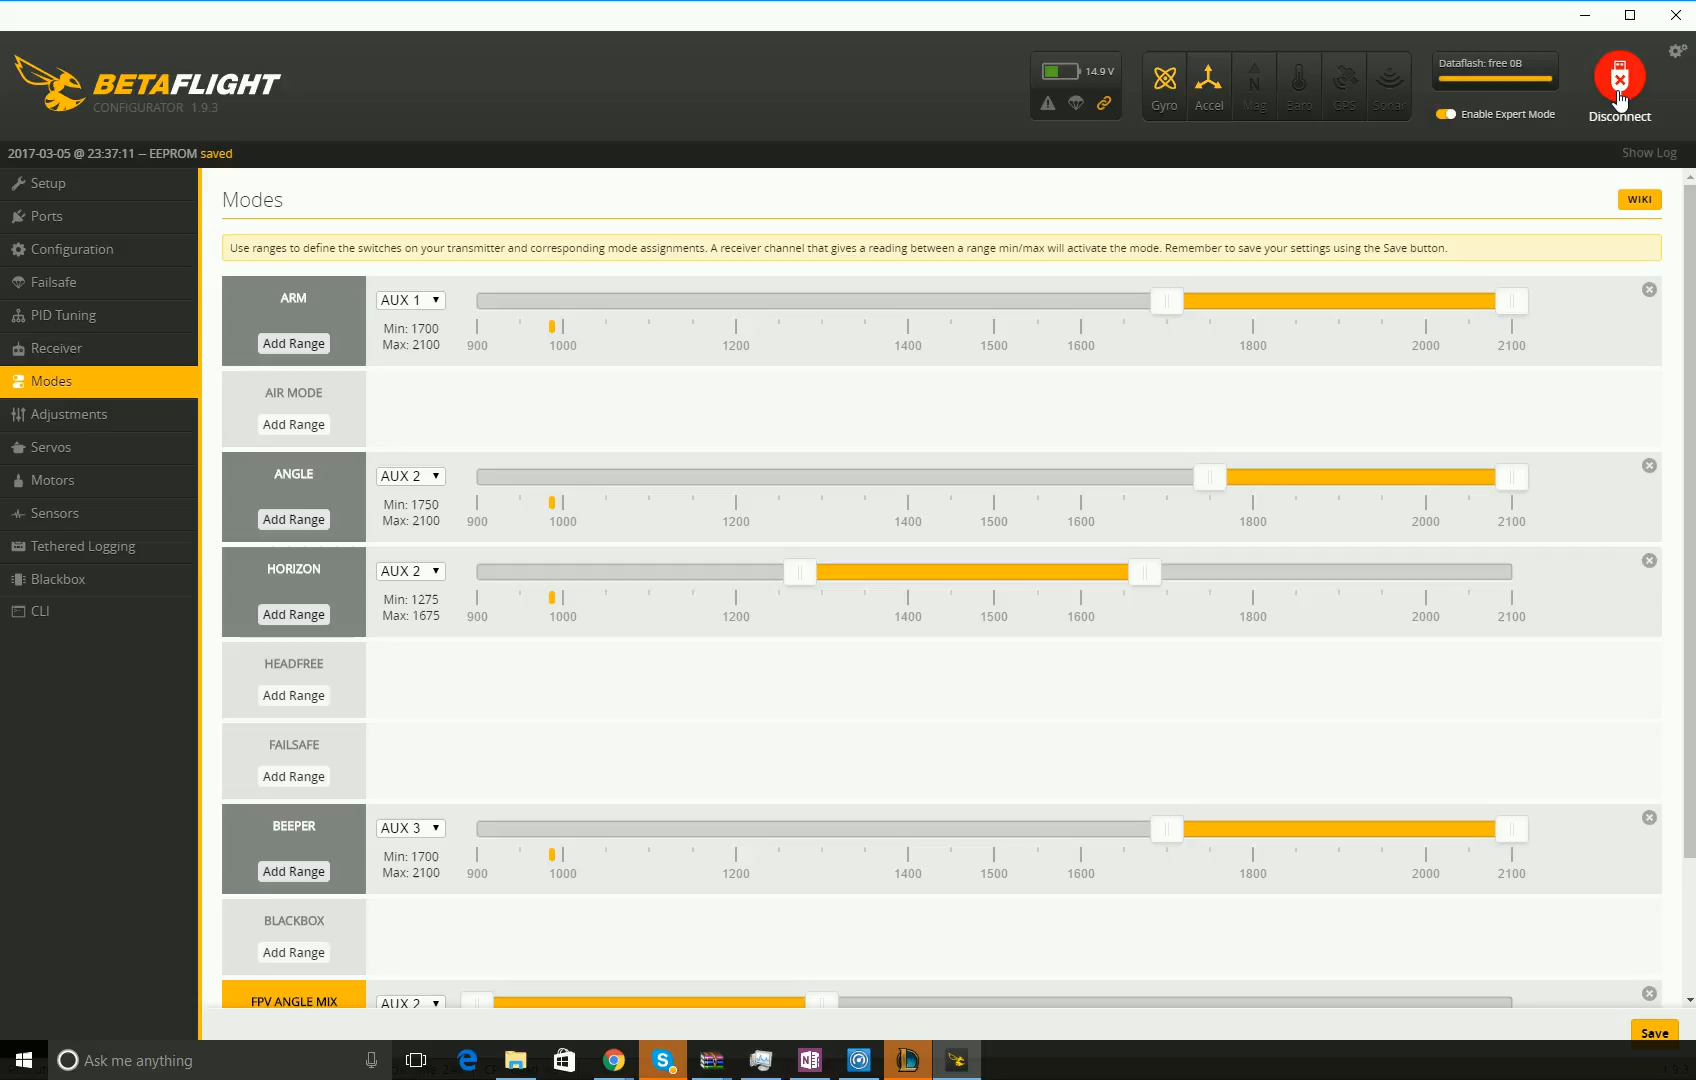 BETAFLIGHT
CONFIGURATOR 1.9.3
14.9 V
Gyro
Accel
Mag
Baro
GPS
Sonar
Dataflash: free 0B
Enable Expert Mode
Disconnect
2017-03-05 @ 23:37:11 -- EEPROM saved
Show Log
Setup
Ports
Configuration
Failsafe
PID Tuning
Receiver
Modes
Adjustments
Servos
Motors
Sensors
Tethered Logging
Blackbox
CLI
Modes
WIKI
Use ranges to define the switches on your transmitter and corresponding mode assignments. A receiver channel that gives a reading between a range min/max will activate the mode. Remember to save your settings using the Save button.
ARM
Add Range
AUX 1
Min: 1700
Max: 2100
900 1000 1200 1400 1500 1600 1800 2000 2100
AIR MODE
Add Range
ANGLE
Add Range
AUX 2
Min: 1750
Max: 2100
900 1000 1200 1400 1500 1600 1800 2000 2100
HORIZON
Add Range
AUX 2
Min: 1275
Max: 1675
900 1000 1200 1400 1500 1600 1800 2000 2100
HEADFREE
Add Range
FAILSAFE
Add Range
BEEPER
Add Range
AUX 3
Min: 1700
Max: 2100
900 1000 1200 1400 1500 1600 1800 2000 2100
BLACKBOX
Add Range
FPV ANGLE MIX
AUX 2
Save
Ask me anything